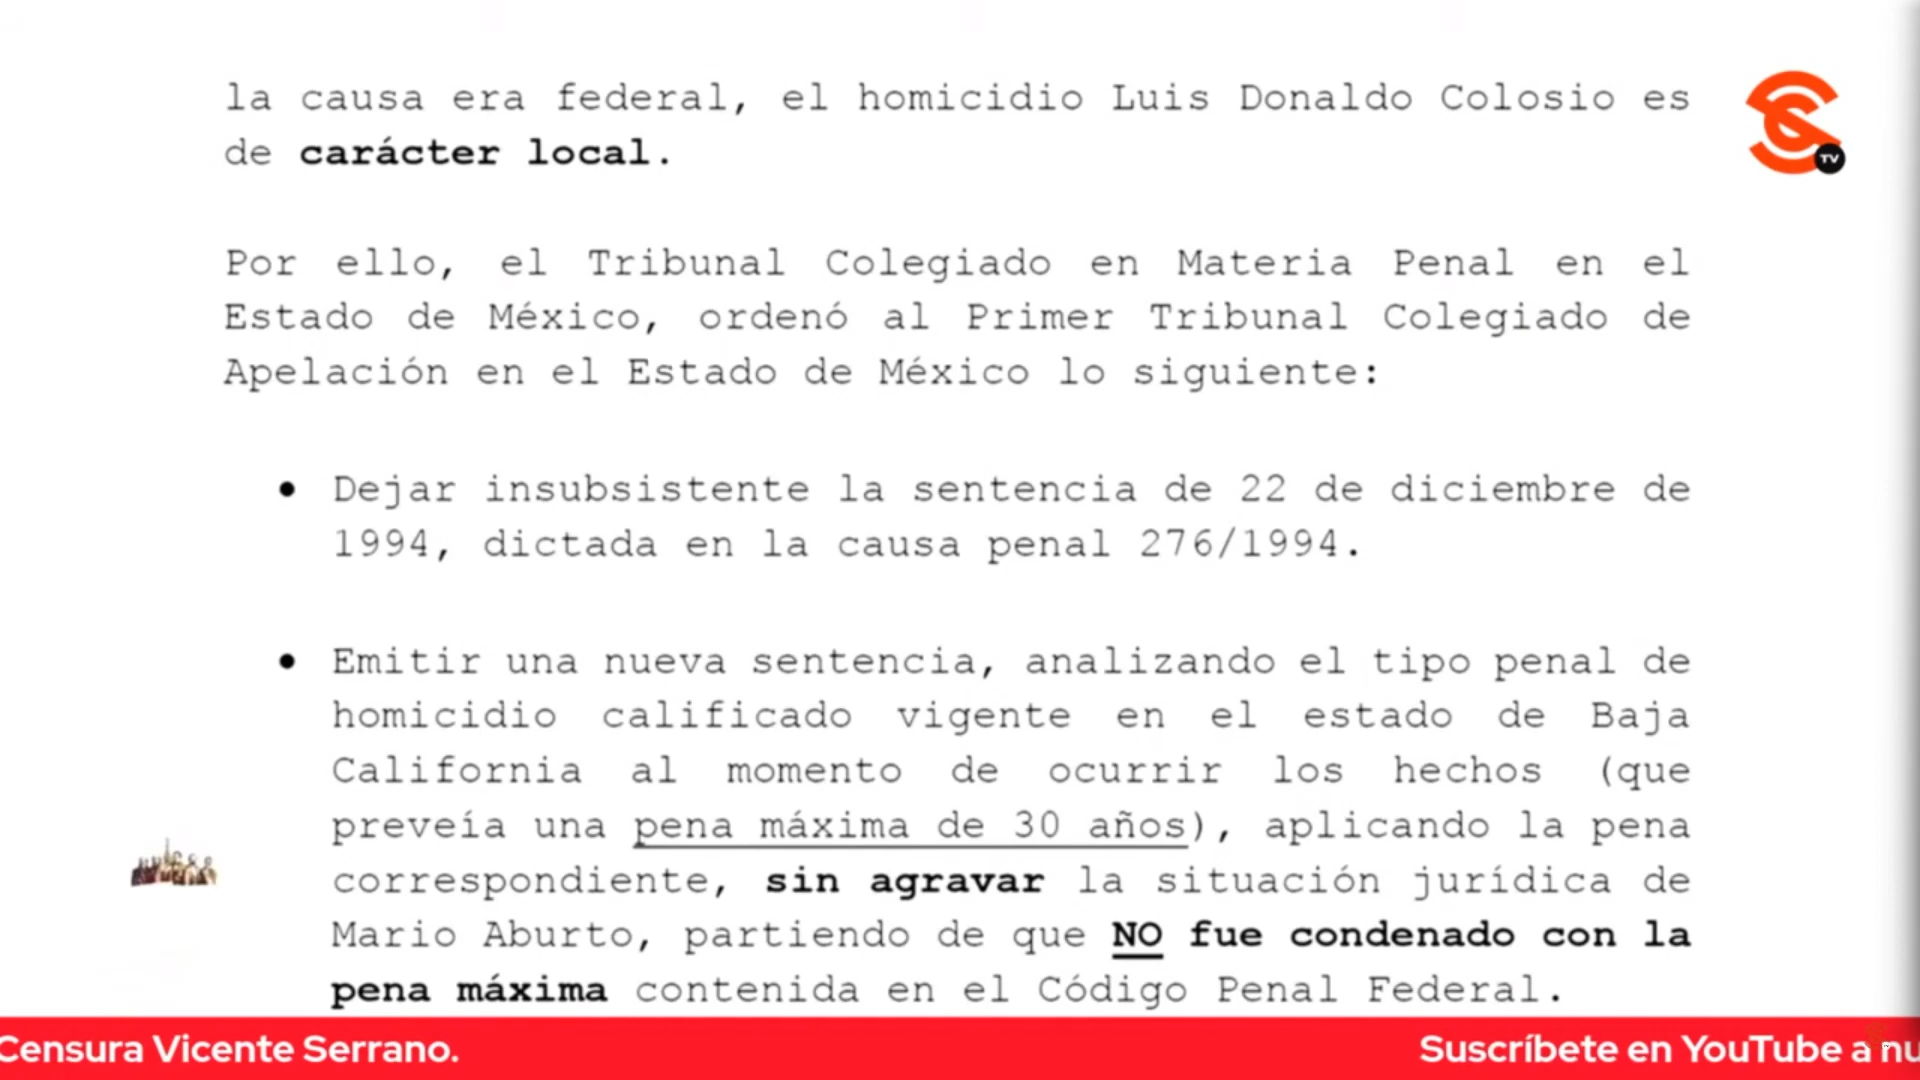 la causa era federal, el homicidio Luis Donaldo Colosio es
de carácter local.
Por ello, el Tribunal Colegiado en Materia Penal en el
Estado de México, ordenó al Primer Tribunal Colegiado de
Apelación en el Estado de México lo siguiente:
● Dejar insubsistente la sentencia de 22 de diciembre de
1994, dictada en la causa penal 276/1994.
● Emitir una nueva sentencia, analizando el tipo penal de
homicidio calificado vigente en el estado de Baja
California al momento de ocurrir los hechos (que
preveía una pena máxima de 30 años), aplicando la pena
correspondiente, sin agravar la situación jurídica de
Mario Aburto, partiendo de que NO fue condenado con la
pena máxima contenida en el Código Penal Federal.
TV
Censura Vicente Serrano. Suscríbete en YouTube a nu